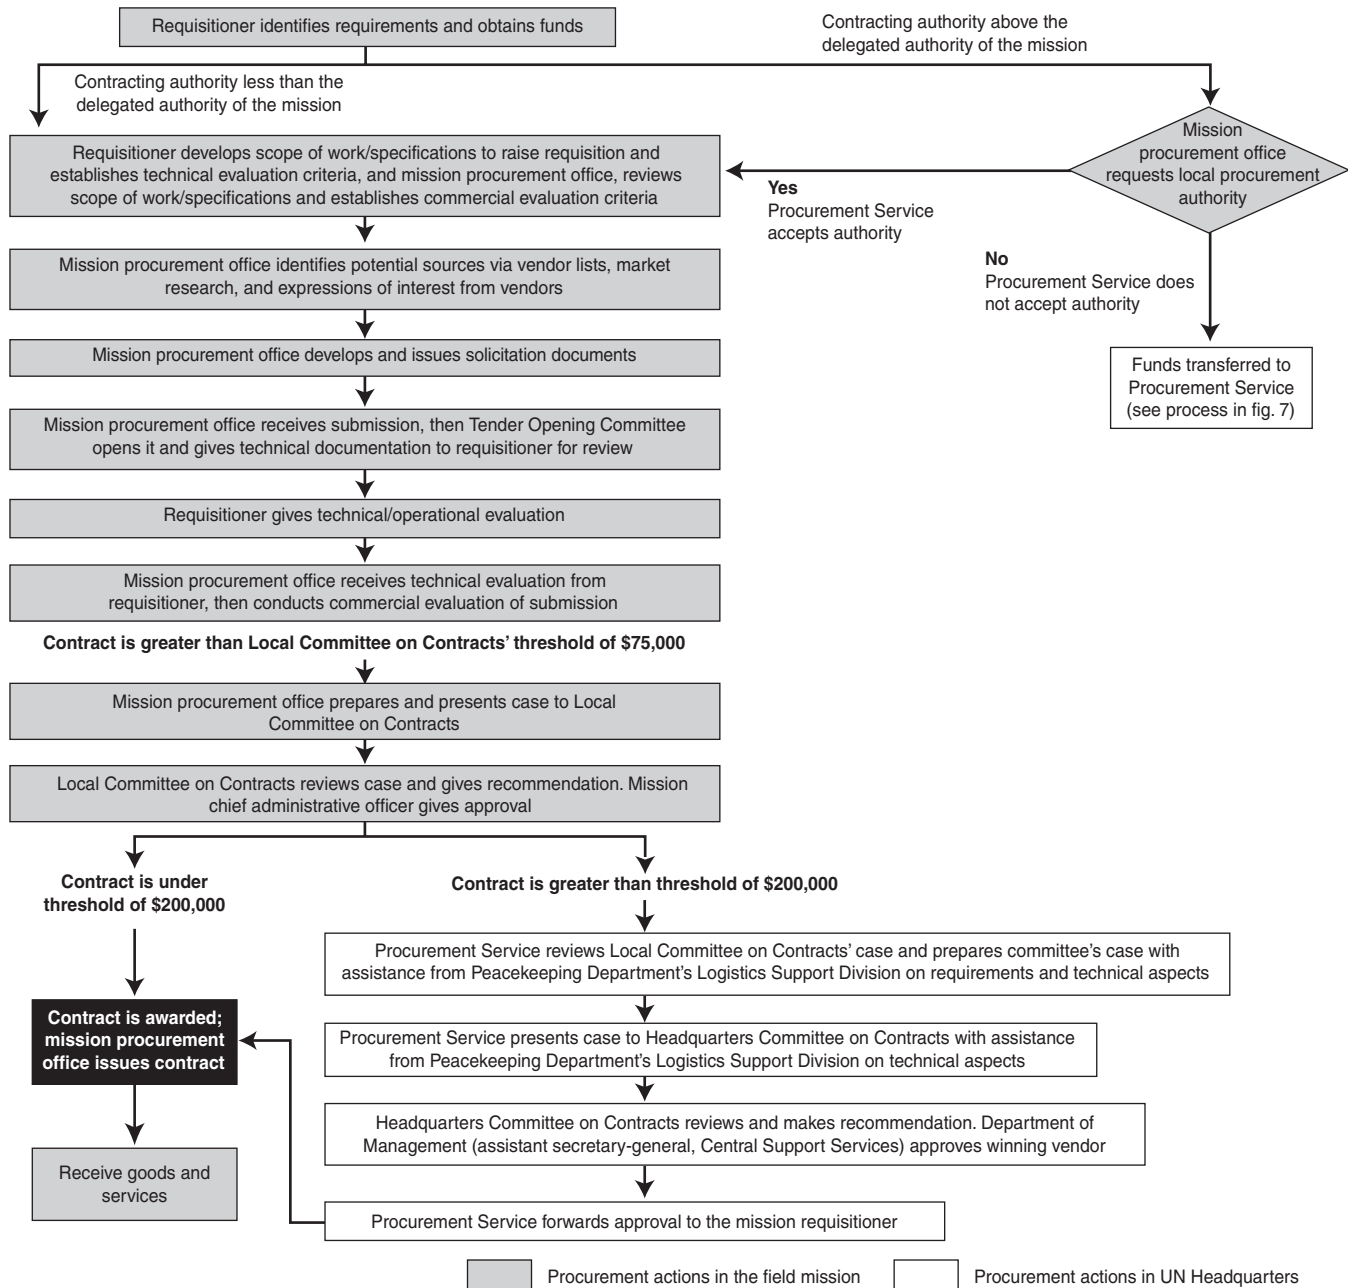 Requisitioner identifies requirements and obtains funds
Contracting authority above the
delegated authority of the mission
Contracting authority less than the
delegated authority of the mission
Requisitioner develops scope of work/specifications to raise requisition and
establishes technical evaluation criteria, and mission procurement office, reviews
scope of work/specifications and establishes commercial evaluation criteria
Mission
procurement office
requests local procurement
authority
Yes
Procurement Service
accepts authority
No
Procurement Service does
not accept authority
Funds transferred to
Procurement Service
(see process in fig. 7)
Mission procurement office identifies potential sources via vendor lists, market
research, and expressions of interest from vendors
Mission procurement office develops and issues solicitation documents
Mission procurement office receives submission, then Tender Opening Committee
opens it and gives technical documentation to requisitioner for review
Requisitioner gives technical/operational evaluation
Mission procurement office receives technical evaluation from
requisitioner, then conducts commercial evaluation of submission
Contract is greater than Local Committee on Contracts’ threshold of $75,000
Mission procurement office prepares and presents case to Local
Committee on Contracts
Local Committee on Contracts reviews case and gives recommendation. Mission
chief administrative officer gives approval
Contract is under
threshold of $200,000
Contract is greater than threshold of $200,000
Procurement Service reviews Local Committee on Contracts’ case and prepares committee’s case with
assistance from Peacekeeping Department’s Logistics Support Division on requirements and technical aspects
Procurement Service presents case to Headquarters Committee on Contracts with assistance
from Peacekeeping Department’s Logistics Support Division on technical aspects
Headquarters Committee on Contracts reviews and makes recommendation. Department of
Management (assistant secretary-general, Central Support Services) approves winning vendor
Procurement Service forwards approval to the mission requisitioner
Contract is awarded;
mission procurement
office issues contract
Receive goods and
services
Procurement actions in the field mission
Procurement actions in UN Headquarters